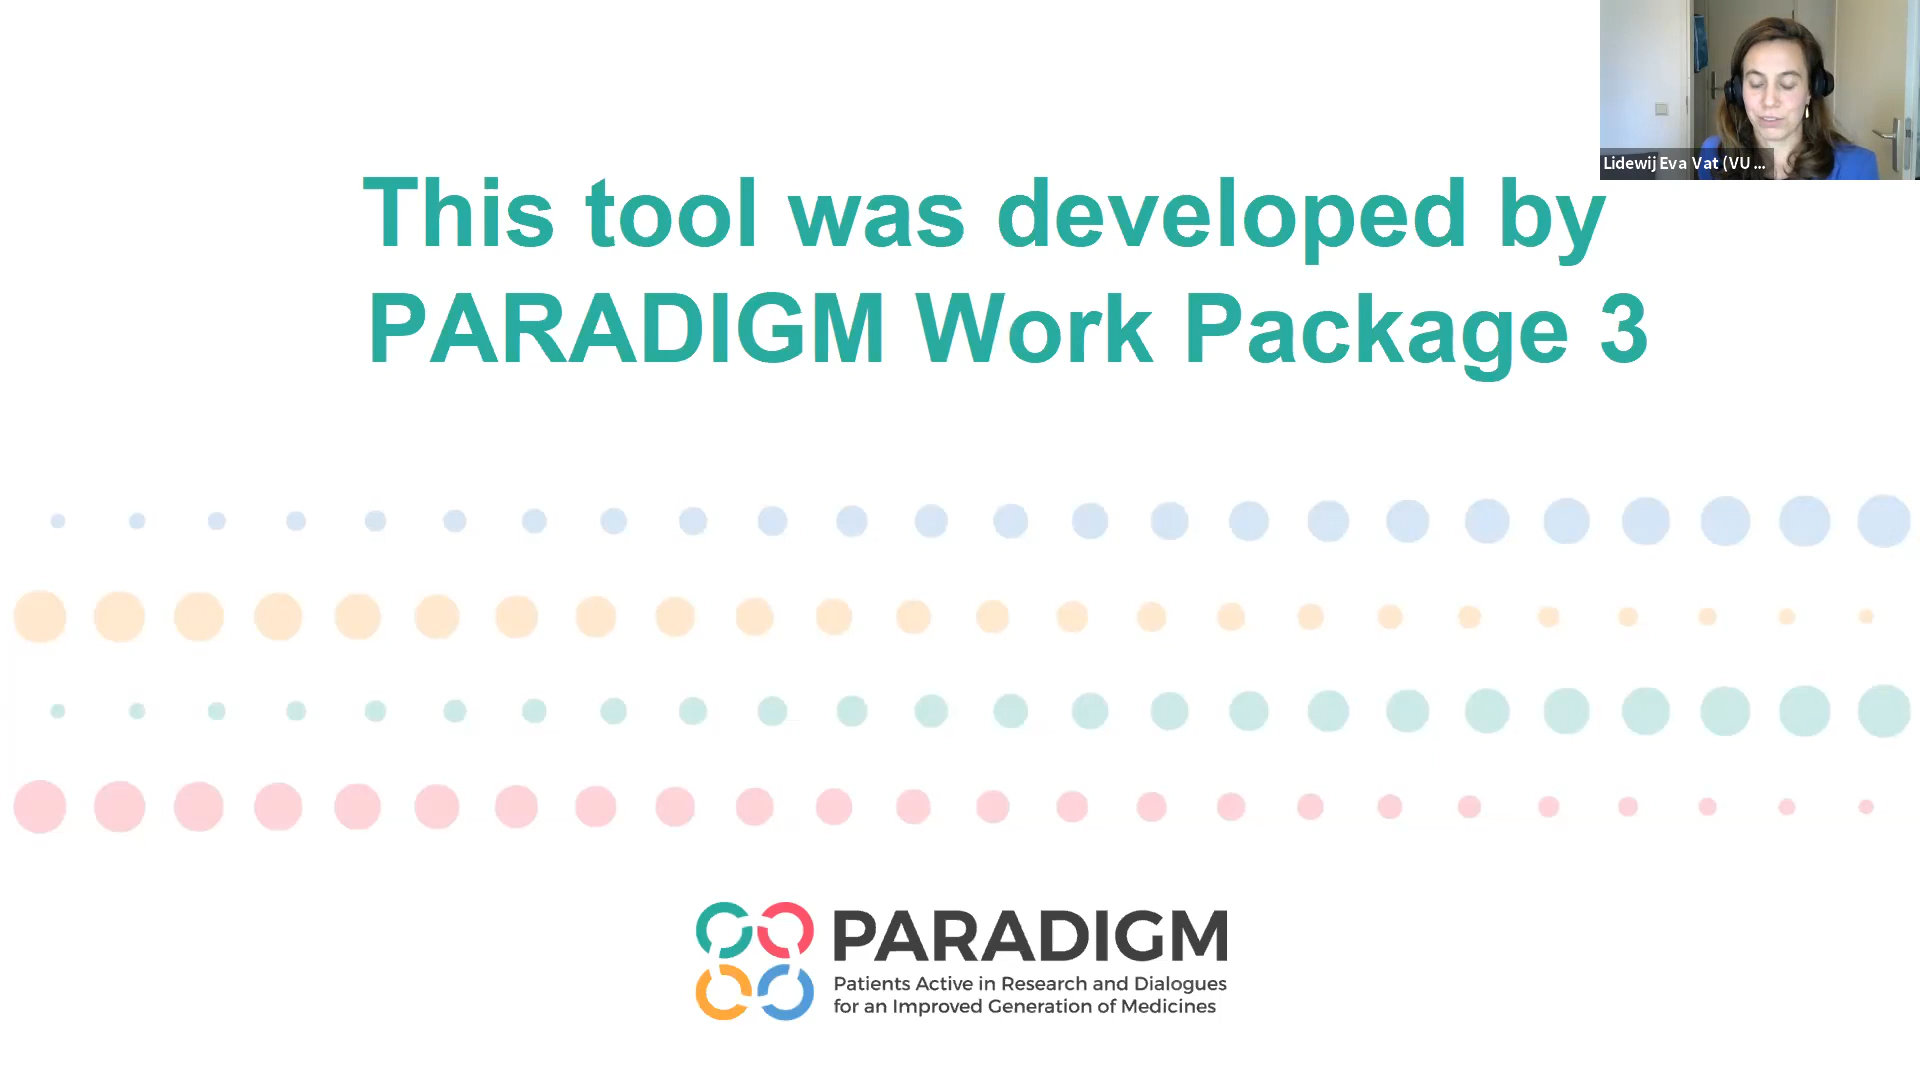 Lidewij Eva Vat (VU ...
This tool was developed by
PARADIGM Work Package 3
PARADIGM
Patients Active in Research and Dialogues
for an Improved Generation of Medicines